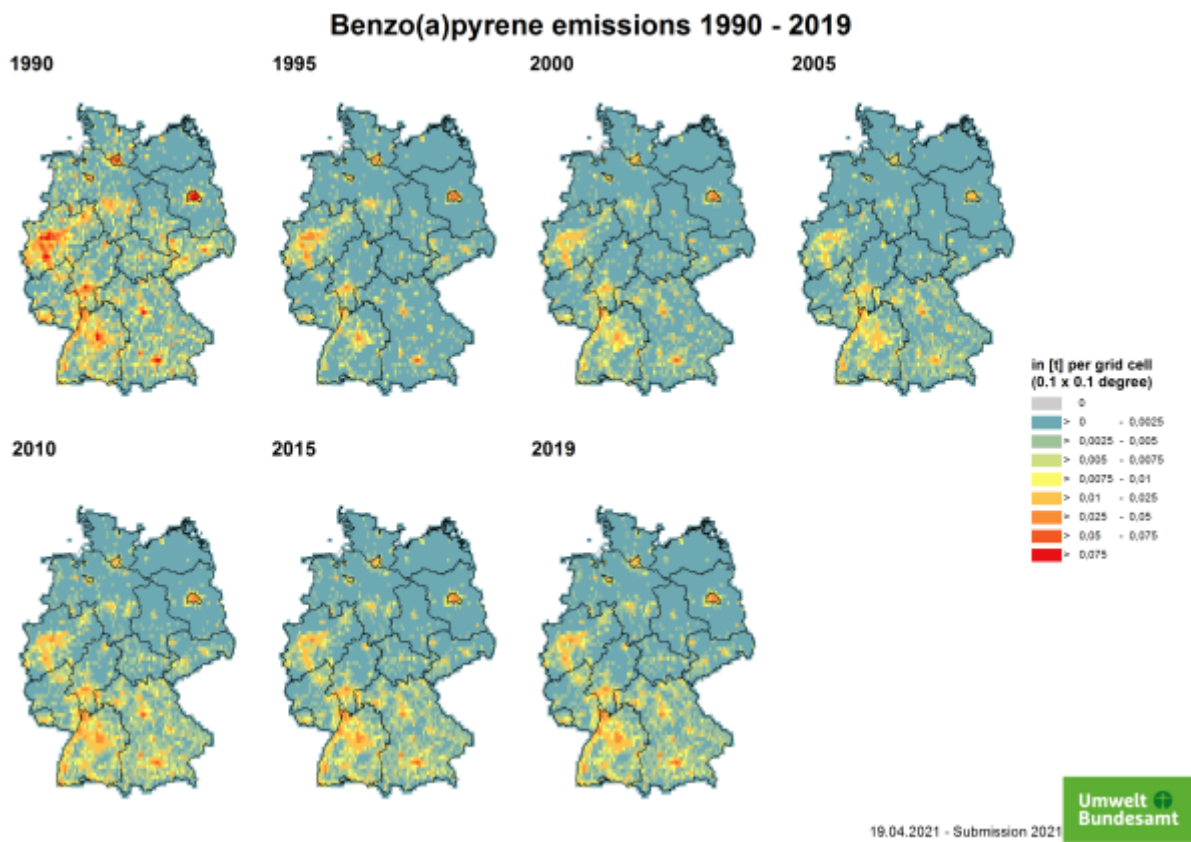 Benzo(a)pyrene emissions 1990 - 2019
1990
1995
2000
2005
in [t] per grid cell
(0.1 x 0.1 degree)
0
> 0 - 0,0025
> 0,0025 - 0,005
> 0,005 - 0,0075
> 0,0075 - 0,01
> 0,01 - 0,025
> 0,025 - 0,05
> 0,05 - 0,075
> 0,075
2010
2015
2019
Umwelt
Bundesamt
19.04.2021 - Submission 2021